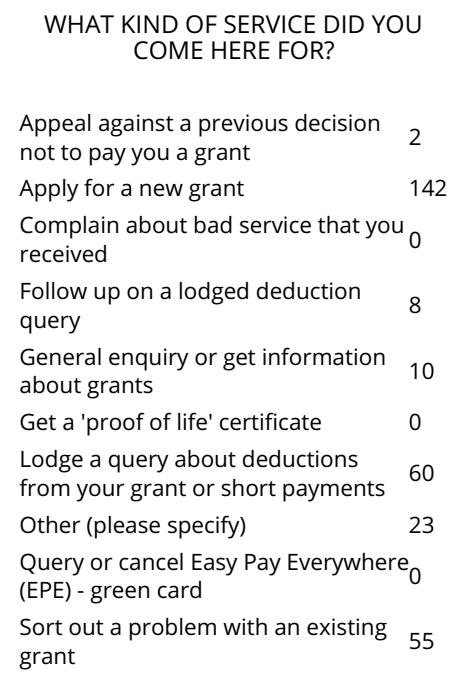 WHAT KIND OF SERVICE DID YOU
COME HERE FOR?
Appeal against a previous decision
not to pay you a grant
2
Apply for a new grant
142
Complain about bad service that you
received
0
Follow up on a lodged deduction
query
8
General enquiry or get information
about grants
10
Get a 'proof of life' certificate
0
Lodge a query about deductions
from your grant or short payments
60
Other (please specify)
23
Query or cancel Easy Pay Everywhere
(EPE) - green card
0
Sort out a problem with an existing
grant
55